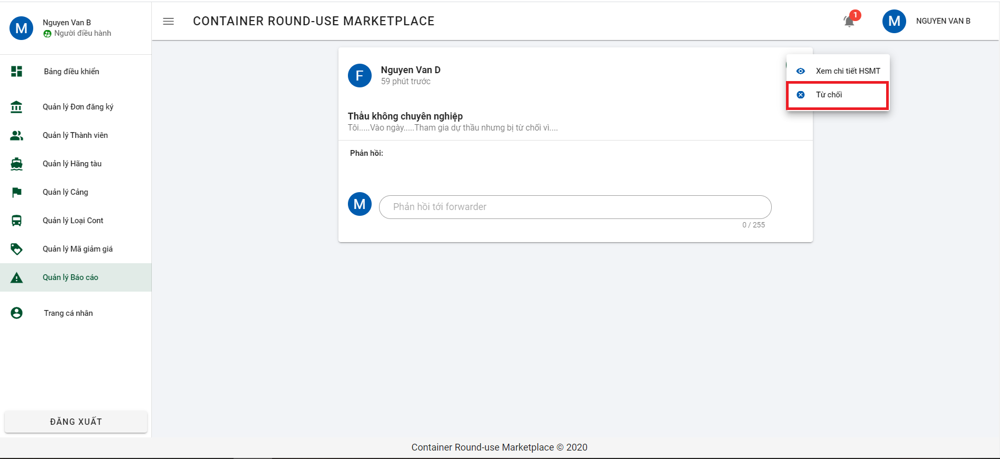 M
Nguyen Van B
Người điều hành
CONTAINER ROUND-USE MARKETPLACE
1
M
NGUYEN VAN B
Bảng điều khiển
Quản lý Đơn đăng ký
Quản lý Thành viên
Quản lý Hãng tàu
Quản lý Cảng
Quản lý Loại Cont
Quản lý Mã giảm giá
Quản lý Báo cáo
Trang cá nhân
ĐĂNG XUẤT
F
Nguyen Van D
59 phút trước
Xem chi tiết HSMT
Từ chối
Thầu không chuyên nghiệp
Tôi.....Vào ngày.....Tham gia dự thầu nhưng bị từ chối vì....
Phản hồi:
M
Phản hồi tới forwarder
0 / 255
Container Round-use Marketplace © 2020